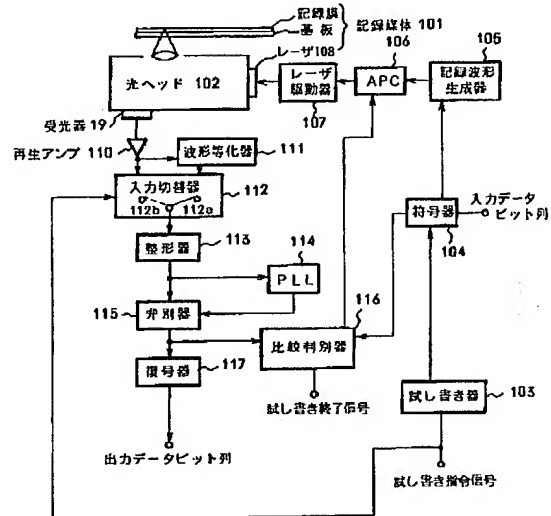 記録膜
基 板
記録媒体 101
レーザ108
光ヘッド 102
受光器 19
再生アンプ 110
レーザ
駆動器
107
106
APC
105
記録波形
生成器
波形等化器
111
入力切替器
112b
112a
112
整形器
113
114
PLL
115
弁別器
116
比較判別器
試し書き終了信号
復号器
117
出力データビット列
符号器
104
入力データ
ビット列
試し書き器
103
試し書き指令信号